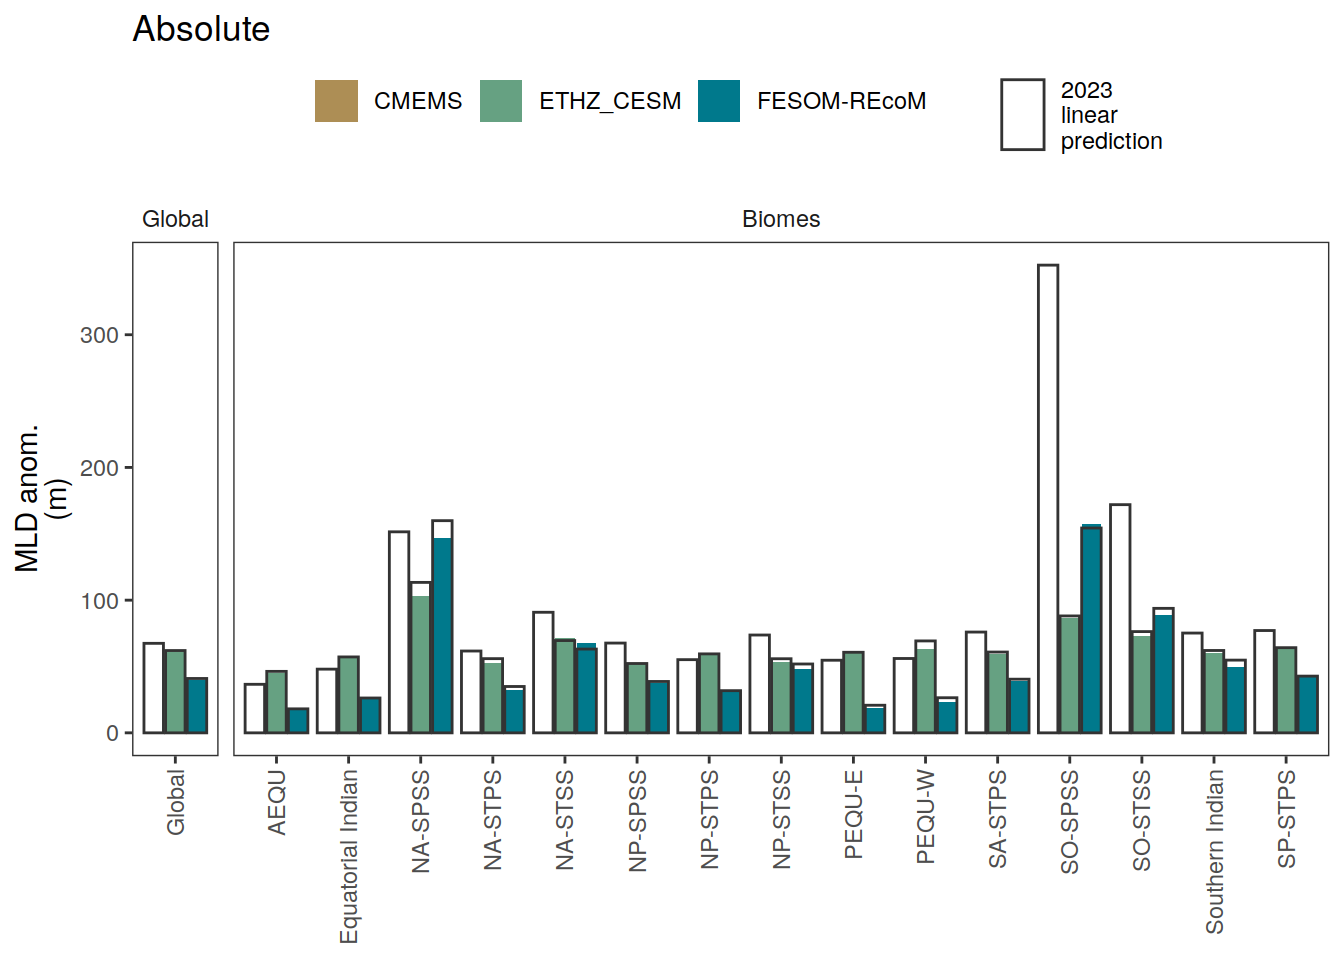 Absolute
CMEMS
ETHZ_CESM
FESOM-REcoM
2023
linear
prediction
Global
Biomes
MLD anom.
(m)
300
200
100
0
Global
AEQU
Equatorial Indian
NA-SPSS
NA-STPS
NA-STSS
NP-SPSS
NP-STPS
NP-STSS
PEQU-E
PEQU-W
SA-STPS
SO-SPSS
SO-STSS
Southern Indian
SP-STPS